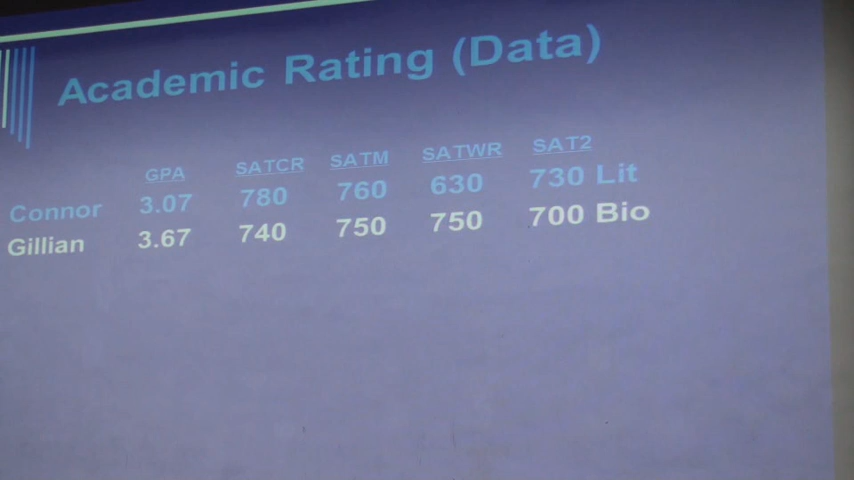 Academic Rating (Data)
GPA SATCR SATM SATWR SAT2
Connor 3.07 780 760 630 730 Lit
Gillian 3.67 740 750 750 700 Bio